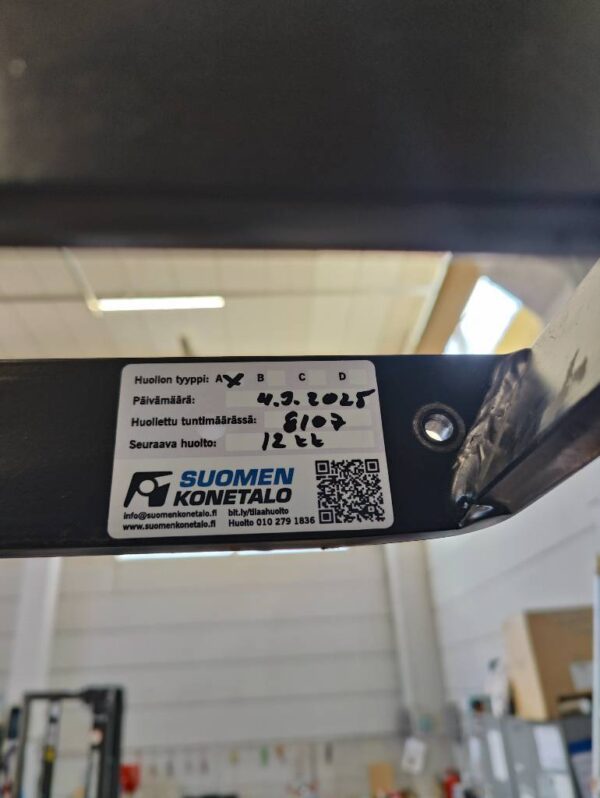 Huollon tyyppi: A X B C D
Päivämäärä: 4.9.2025
Huollettu tuntimäärässä: 6107
Seuraava huolto: 12 kk
SUOMEN
KONETALO
info@suomenkonetalo.fi bit.ly/tilaahuolto
www.suomenkonetalo.fi Huolto 010 279 1836